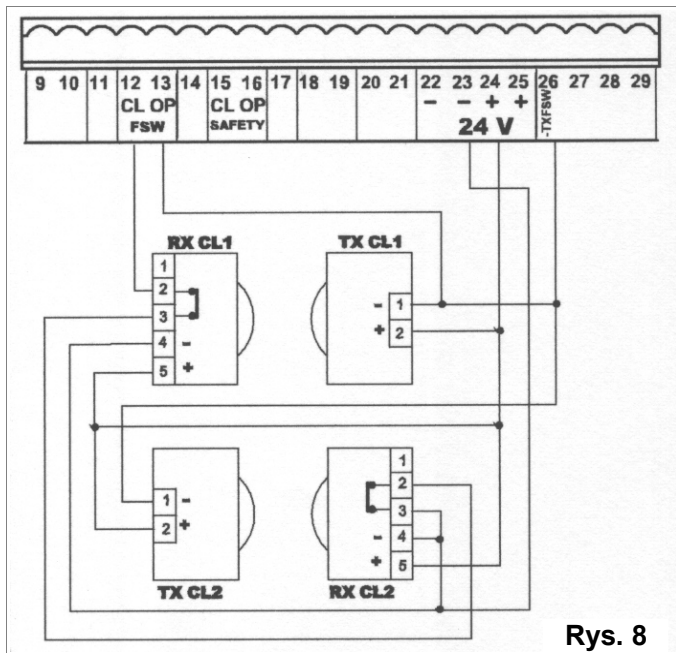 9 10 11 12 13 14 15 16 17 18 19 20 21 22 23 24 25 26 27 28 29
CL OP CL OP - - + + -TXFSW
FSW SAFETY 24 V
RX CL1 TX CL1
1
2
3
4 -
5 +
- 1
+ 2
1 -
2 +
1
2
3
- 4
+ 5
TX CL2 RX CL2
Rys. 8